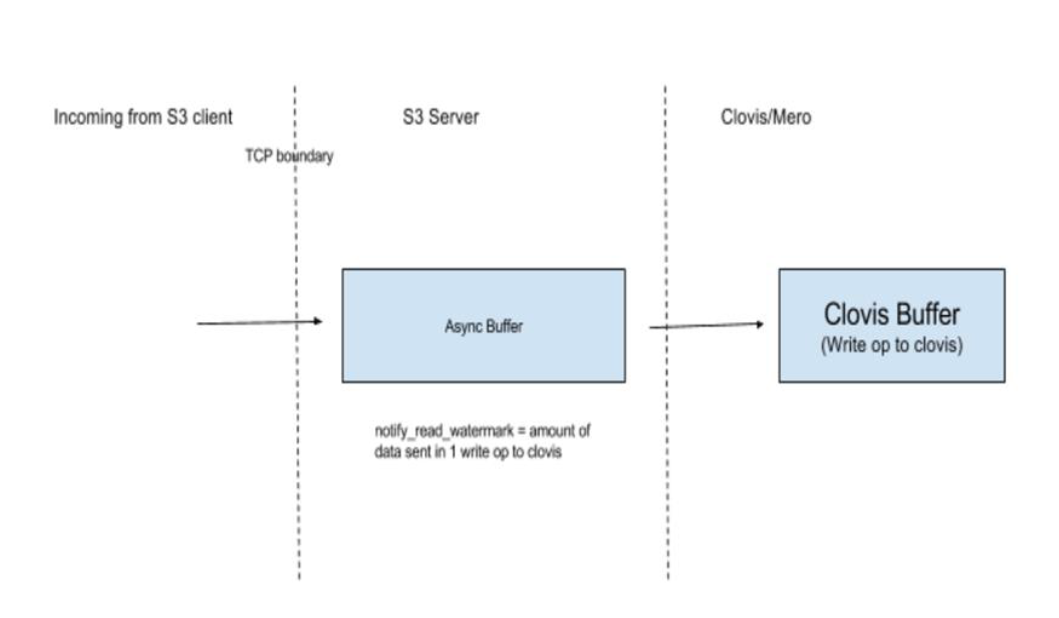 Incoming from S3 client
S3 Server
Clovis/Mero
TCP boundary
Async Buffer
Clovis Buffer
(Write op to clovis)
notify_read_watermark = amount of
data sent in 1 write op to clovis